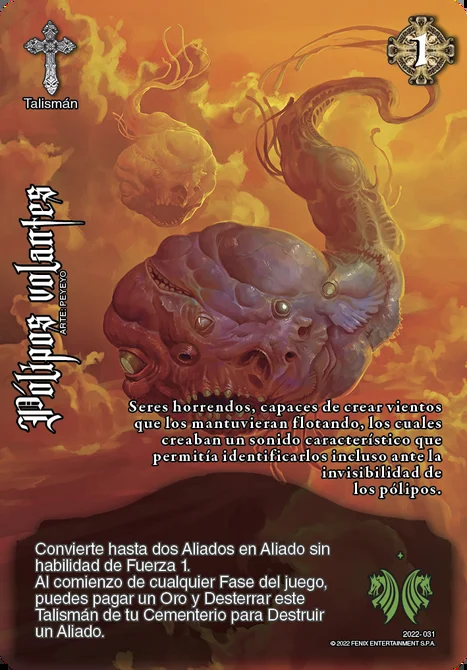 1
Talismán
Pólipos volantes
ARTE: PEYEYO
Seres horrendos, capaces de crear vientos
que los mantuvieran flotando, los cuales
creaban un sonido característico que
permitía identificarlos incluso ante la
invisibilidad de
los pólipos.
Convierte hasta dos Aliados en Aliado sin
habilidad de Fuerza 1.
Al comienzo de cualquier Fase del juego,
puedes pagar un Oro y Desterrar este
Talismán de tu Cementerio para Destruir
un Aliado.
2022-031
© 2022 FENIX ENTERTAINMENT S.P.A.